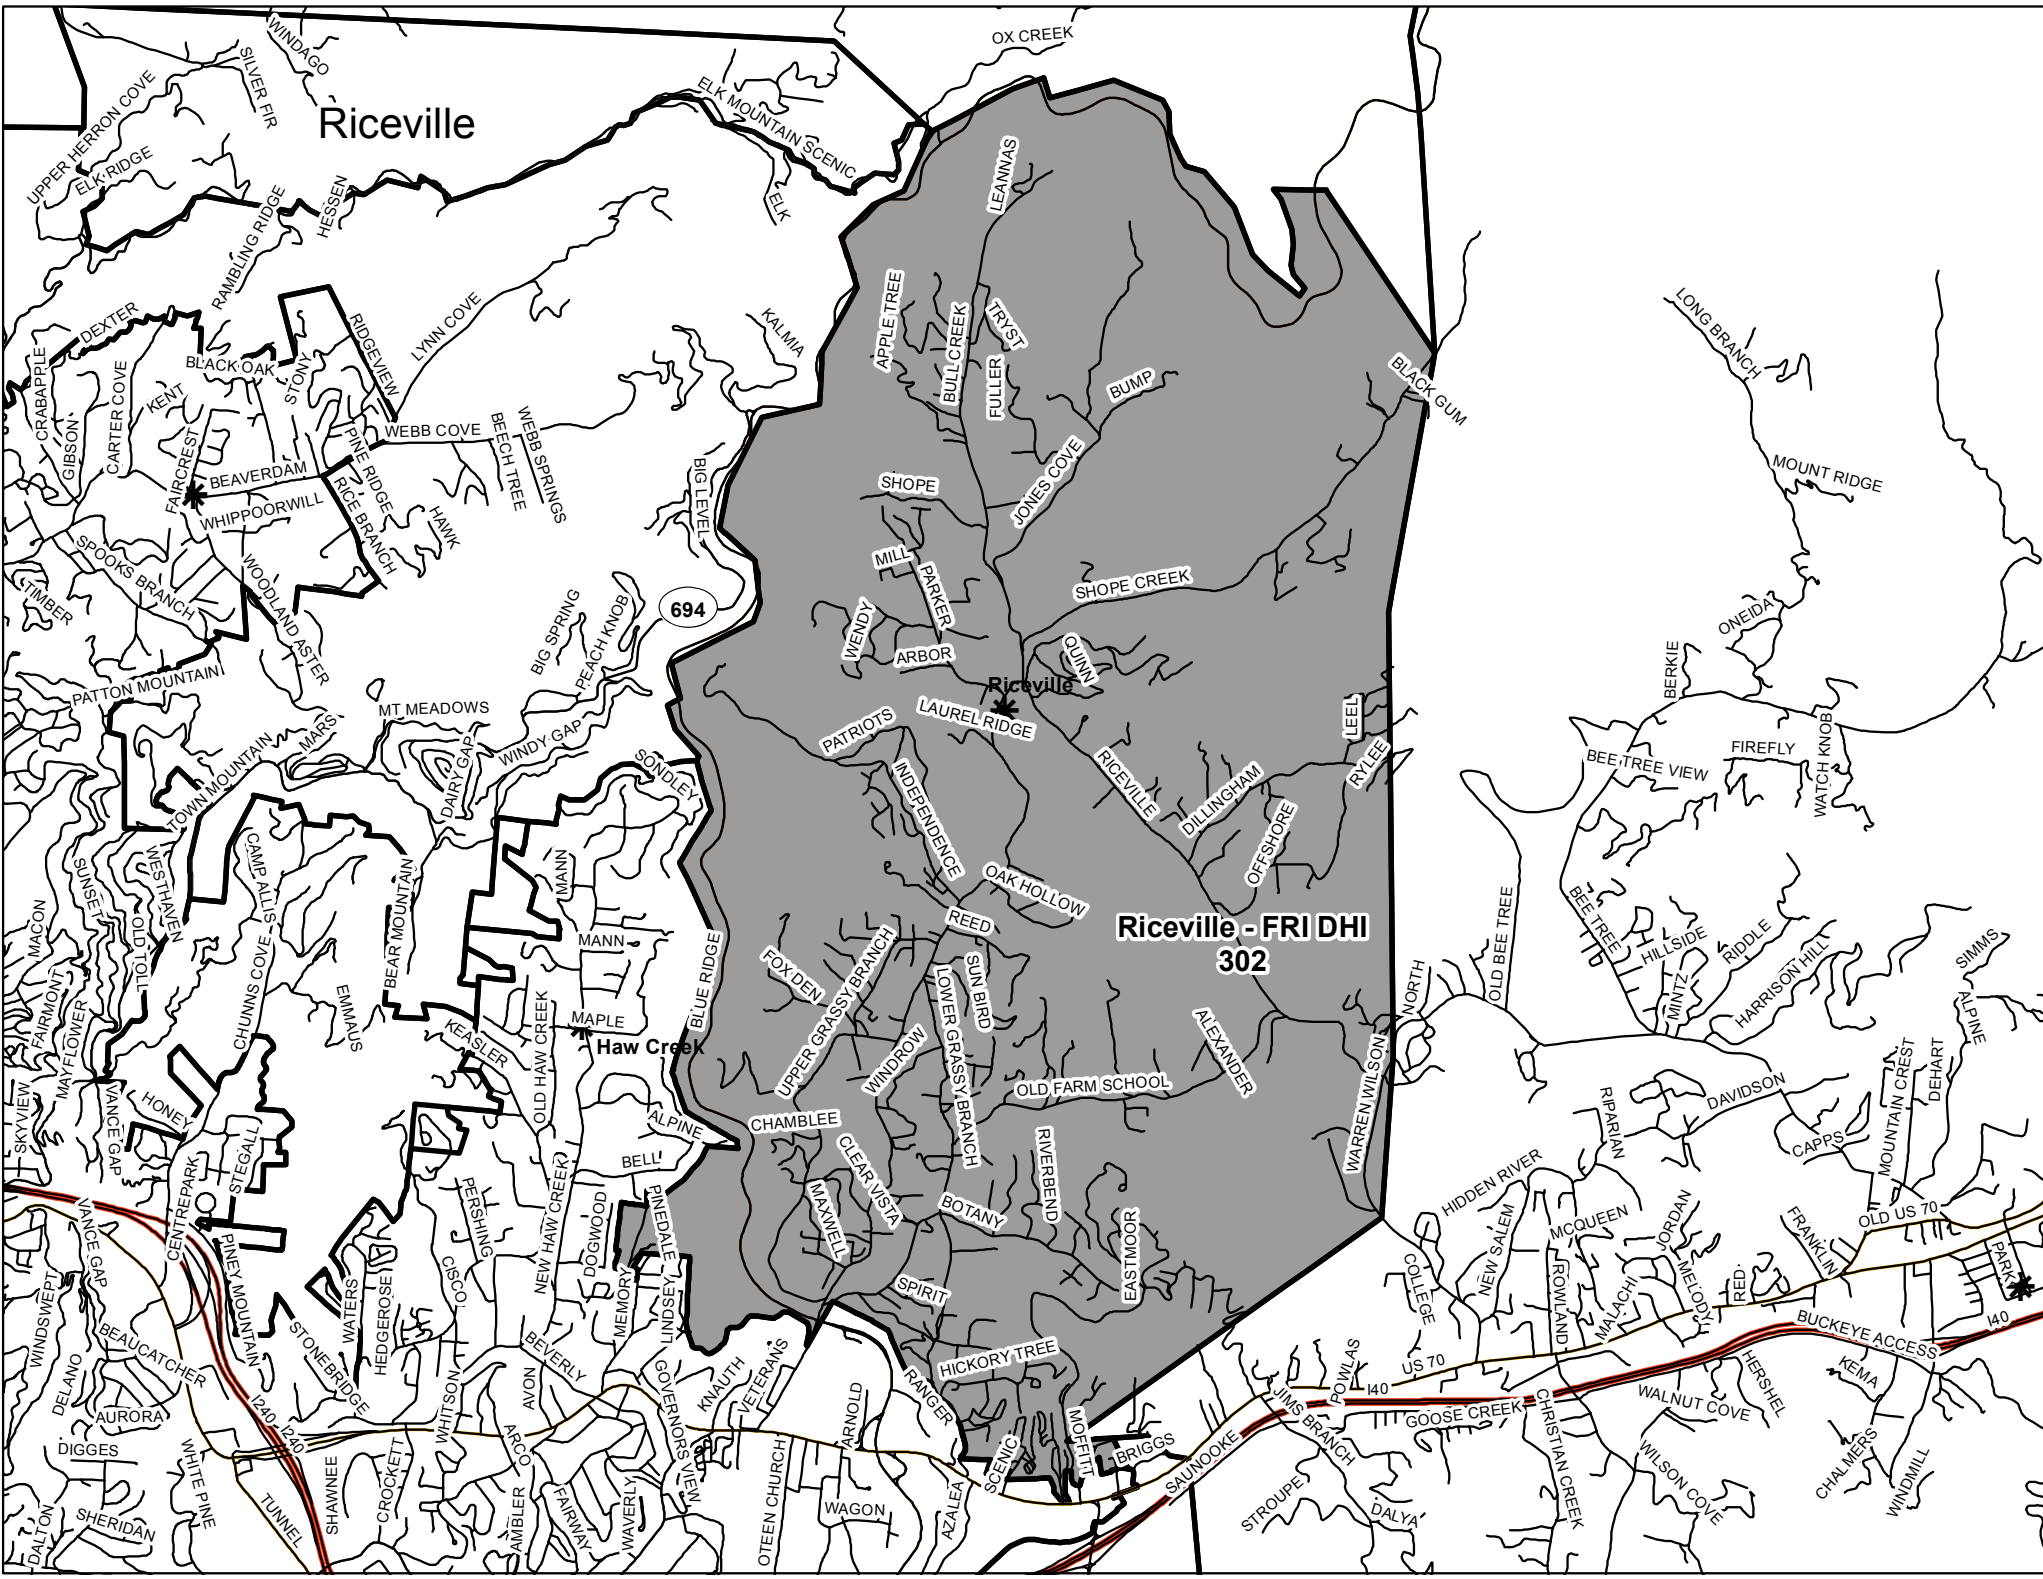 OX CREEK
WINDAGO
SILVER FIR
UPPER HERRON COVE
Riceville
ELK MOUNTAIN SCENIC
ELK RIDGE
HESSEN
RAMBLING RIDGE
ELK
LEANNAS
DEXTER
RIDGEVIEW
LYNN COVE
KALMIA
APPLE TREE
BULL CREEK
TRYST
FULLER
BUMP
BLACK GUM
LONG BRANCH
CRABAPPLE
GIBSON
CARTER COVE
KENT
BLACK OAK
STONY
WEBB COVE
BEECH TREE
WEBB SPRINGS
FAIRCREST
BEAVERDAM
WHIPPOORWILL
PINE RIDGE
RICE BRANCH
HAWK
BIG LEVEL
SHOPE
JONES COVE
MOUNT RIDGE
SPOOKS BRANCH
TIMBER
WOODLAND ASTER
BIG SPRING
PEACH KNOB
694
MILL
PARKER
SHOPE CREEK
WENDY
ARBOR
QUINN
ONEIDA
BERKIE
PATTON MOUNTAIN
MT MEADOWS
MARS
TOWN MOUNTAIN
DAIRY GAP
WINDY GAP
SONDLEY
Riceville
LAUREL RIDGE
PATRIOTS
INDEPENDENCE
RICEVILLE
DILLINGHAM
OFFSHORE
LEEL
RYLEE
BEE TREE VIEW
FIREFLY
WATCH KNOB
SUNSET
WESTHAVEN
OLD TOLL
MACON
CAMP ALLIS
CHUNNS COVE
BEAR MOUNTAIN
MANN
MANN
OAK HOLLOW
REED
Riceville - FRI DHI
302
OLD BEE TREE
BEE TREE
HILLSIDE
MINTZ
RIDDLE
HARRISON HILL
SIMMS
ALPINE
FAIRMONT
MAYFLOWER
EMMAUS
KEASLER
OLD HAW CREEK
MAPLE
Haw Creek
BLUE RIDGE
FOX DEN
UPPER GRASSY BRANCH
WINDROW
LOWER GRASSY BRANCH
SUN BIRD
OLD FARM SCHOOL
ALEXANDER
WARREN WILSON
NORTH
SKYVIEW
VANCE GAP
HONEY
STEGALL
CENTREPARK
ALPINE
BELL
CHAMBLEE
CLEAR VISTA
MAXWELL
BOTANY
RIVERBEND
EASTMOOR
RIPARIAN
DAVIDSON
CAPPS
MOUNTAIN CREST
DEHART
HIDDEN RIVER
NEW SALEM
MCQUEEN
JORDAN
FRANKLIN
OLD US 70
PARK
VANCE GAP
WINDSWEPT
DELANO
BEAUCATCHER
PINEY MOUNTAIN
STONEBRIDGE
WATERS
HEDGEROSE
CISCO
PERSHING
NEW HAW CREEK
DOGWOOD
MEMORY
LINDSEY
PINEDALE
SPIRIT
HICKORY TREE
RANGER
COLLEGE
ROWLAND
MALACHI
MELODY
RED
BUCKEYE ACCESS
I40
US 70
I40
GOOSE CREEK
POWLAS
JIMS BRANCH
SAUNOOKE
BRIGGS
MOFFITT
SCENIC
AZALEA
WAGON
ARNOLD
OTEEN CHURCH
VETERANS
KNAUTH
GOVERNORS VIEW
WAVERLY
FAIRWAY
BEVERLY
AVON
ARCO
AMBLER
WHITSON
CROCKETT
SHAWNEE
I240
I240
AURORA
DIGGES
WHITE PINE
TUNNEL
SHERIDAN
DALTON
STROUPE
DALYA
CHRISTIAN CREEK
WILSON COVE
WALNUT COVE
HERSHEL
KEMA
CHALMERS
WINDMILL